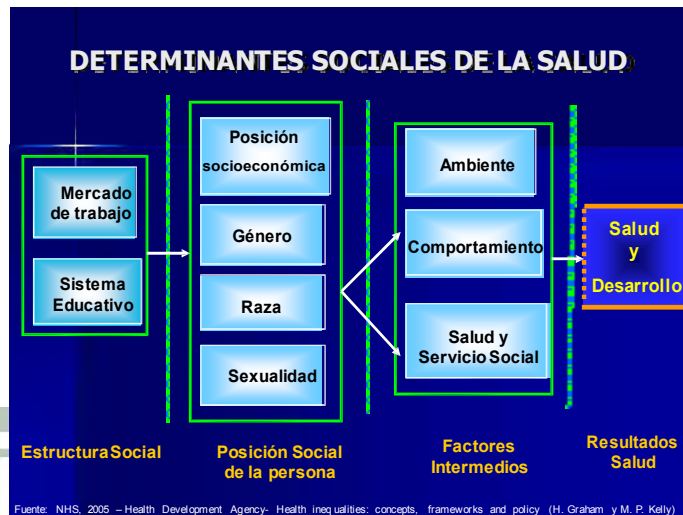 DETERMINANTES SOCIALES DE LA SALUD
Mercado
de trabajo
Sistema
Educativo
Posición
socioeconómica
Género
Raza
Sexualidad
Ambiente
Comportamiento
Salud y
Servicio Social
Salud
y
Desarrollo
Estructura Social
Posición Social
de la persona
Factores
Intermedios
Resultados
Salud
Fuente: NHS, 2005 – Health Development Agency- Health inequalities: concepts, frameworks and policy (H. Graham y M. P. Kelly)